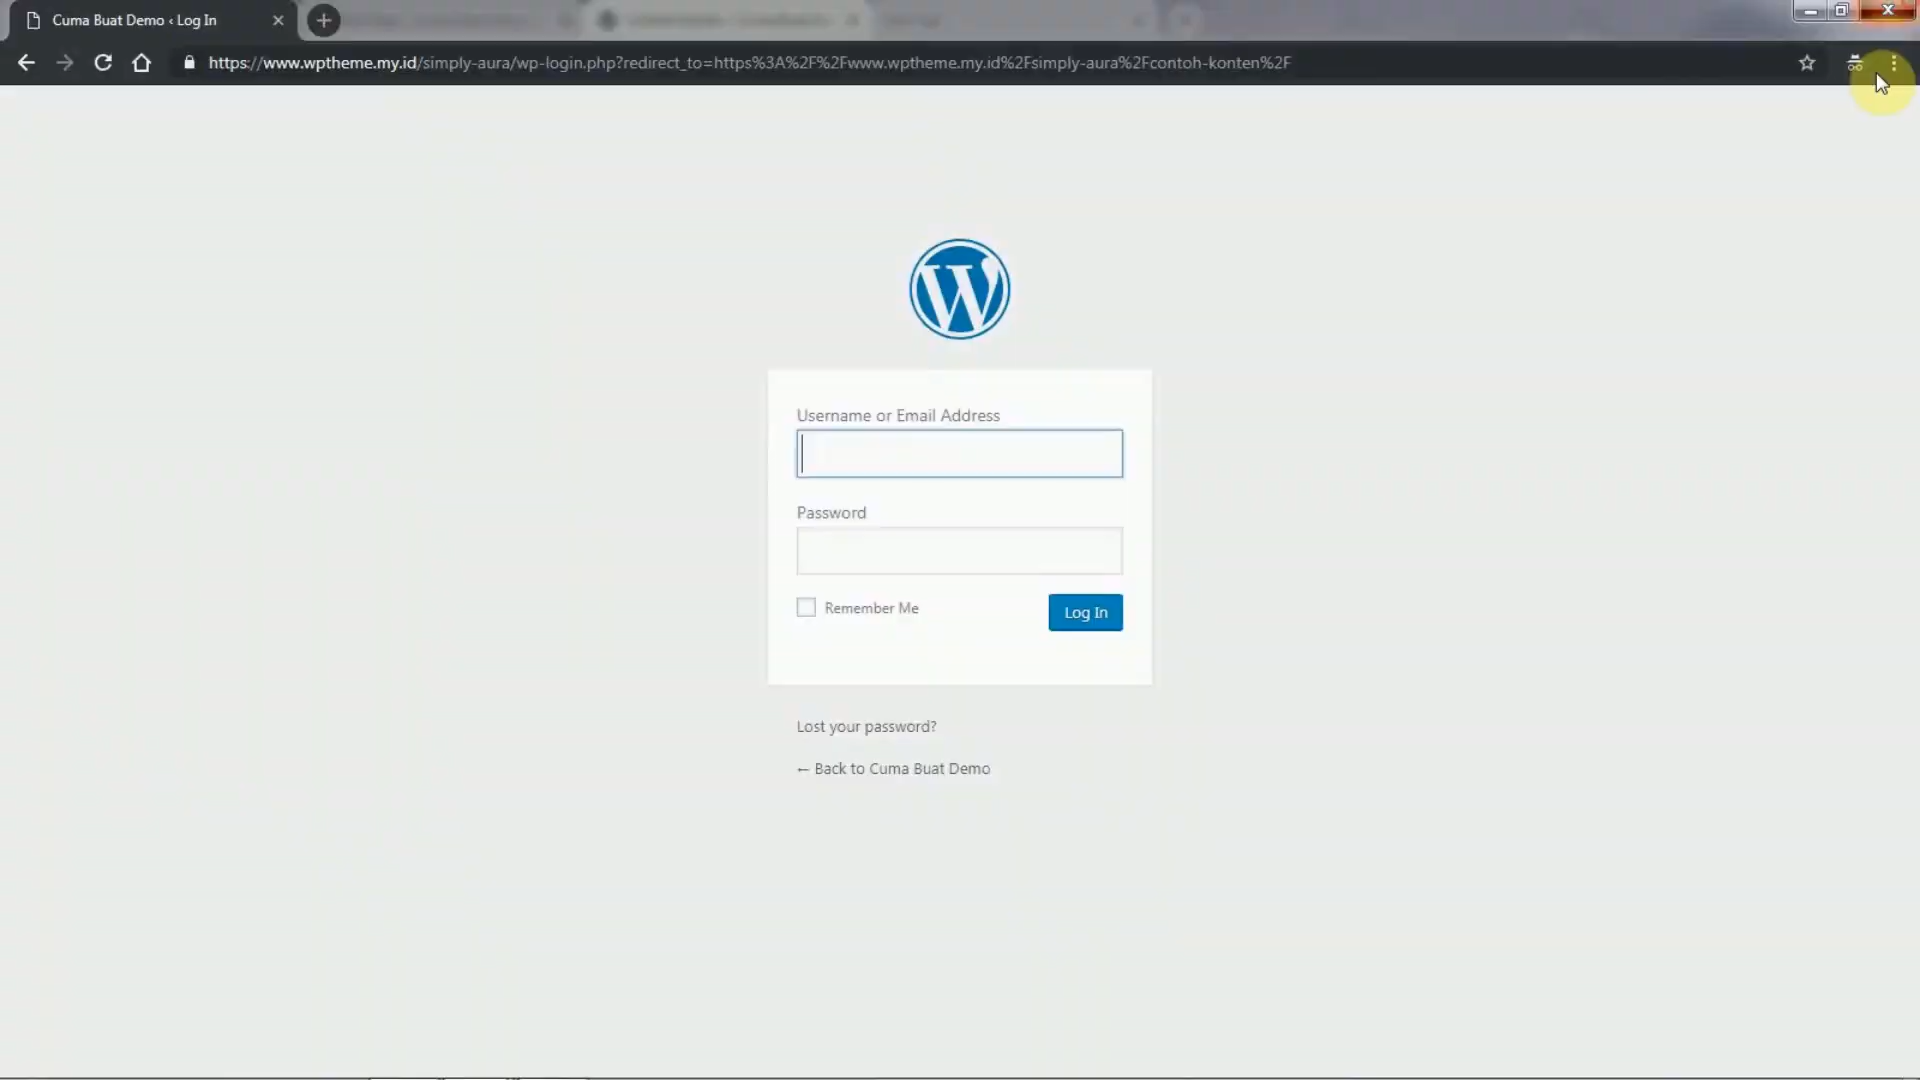 Cuma Buat Demo ‹ Log In
https://www.wptheme.my.id/simply-aura/wp-login.php?redirect_to=https%3A%2F%2Fwww.wptheme.my.id%2Fsimply-aura%2Fcontoh-konten%2F
Username or Email Address
Password
Remember Me
Log In
Lost your password?
← Back to Cuma Buat Demo